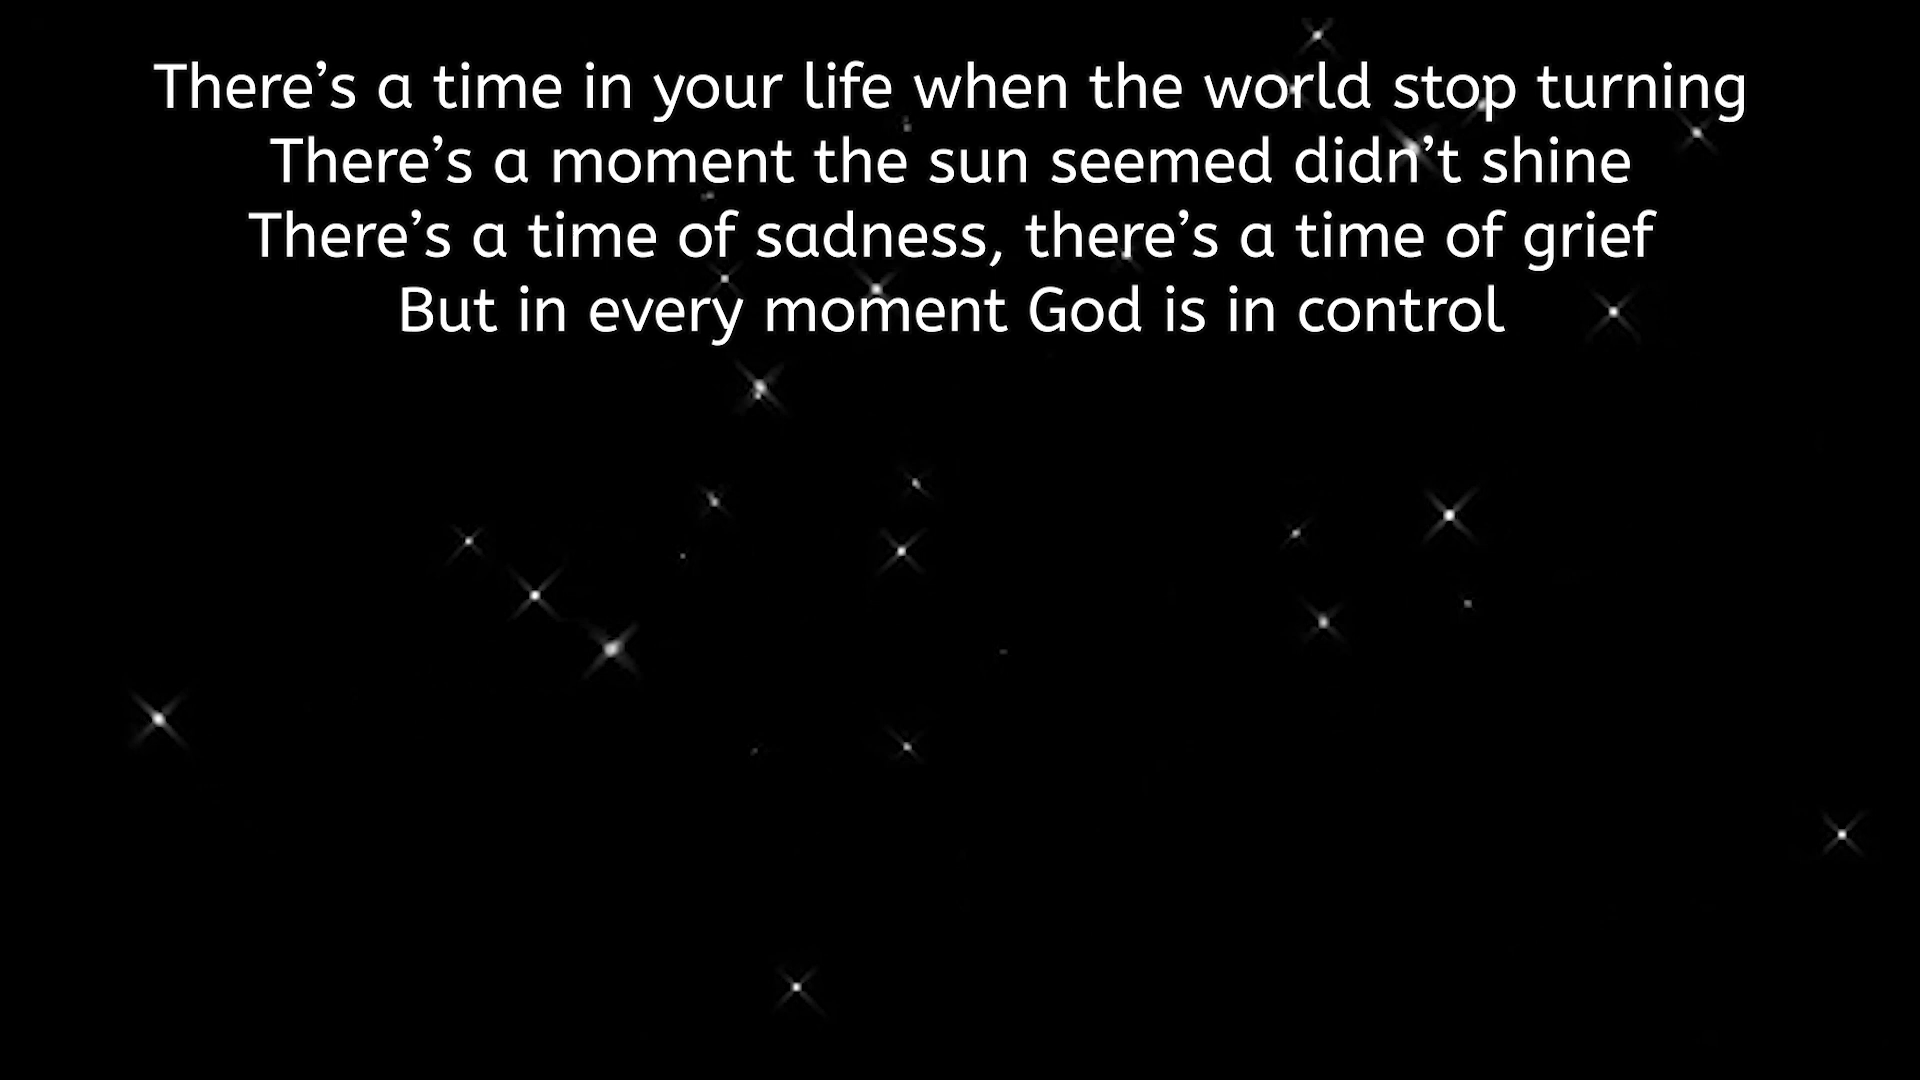 There’s a time in your life when the world stop turning
There’s a moment the sun seemed didn’t shine
There’s a time of sadness, there’s a time of grief
But in every moment God is in control